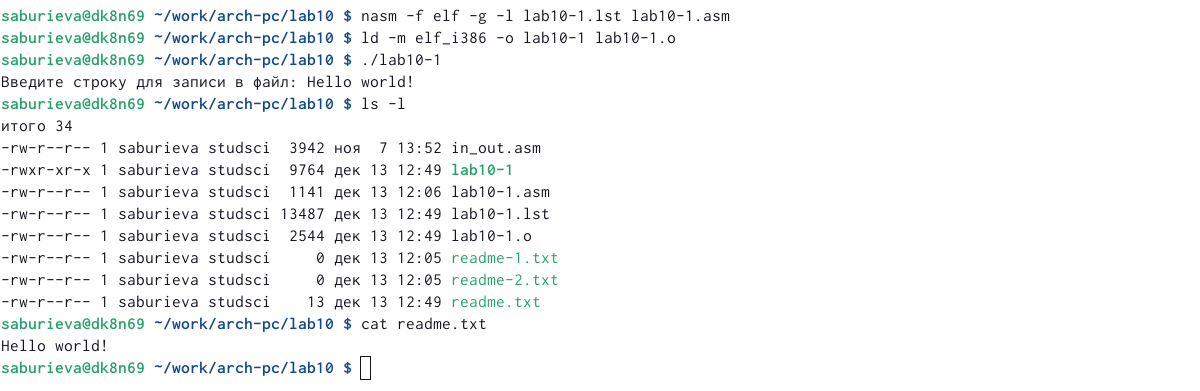 saburieva@dk8n69 ~/work/arch-pc/lab10 $ nasm -f elf -g -l lab10-1.lst lab10-1.asm
saburieva@dk8n69 ~/work/arch-pc/lab10 $ ld -m elf_i386 -o lab10-1 lab10-1.o
saburieva@dk8n69 ~/work/arch-pc/lab10 $ ./lab10-1
Введите строку для записи в файл: Hello world!
saburieva@dk8n69 ~/work/arch-pc/lab10 $ ls -l
итого 34
-rw-r--r-- 1 saburieva studsci  3942 ноя  7 13:52 in_out.asm
-rwxr-xr-x 1 saburieva studsci  9764 дек 13 12:49 lab10-1
-rw-r--r-- 1 saburieva studsci  1141 дек 13 12:06 lab10-1.asm
-rw-r--r-- 1 saburieva studsci 13487 дек 13 12:49 lab10-1.lst
-rw-r--r-- 1 saburieva studsci  2544 дек 13 12:49 lab10-1.o
-rw-r--r-- 1 saburieva studsci     0 дек 13 12:05 readme-1.txt
-rw-r--r-- 1 saburieva studsci     0 дек 13 12:05 readme-2.txt
-rw-r--r-- 1 saburieva studsci    13 дек 13 12:49 readme.txt
saburieva@dk8n69 ~/work/arch-pc/lab10 $ cat readme.txt
Hello world!
saburieva@dk8n69 ~/work/arch-pc/lab10 $